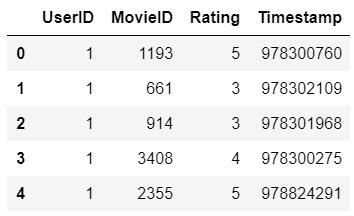 UserID MovieID Rating Timestamp
0 1 1193 5 978300760
1 1 661 3 978302109
2 1 914 3 978301968
3 1 3408 4 978300275
4 1 2355 5 978824291